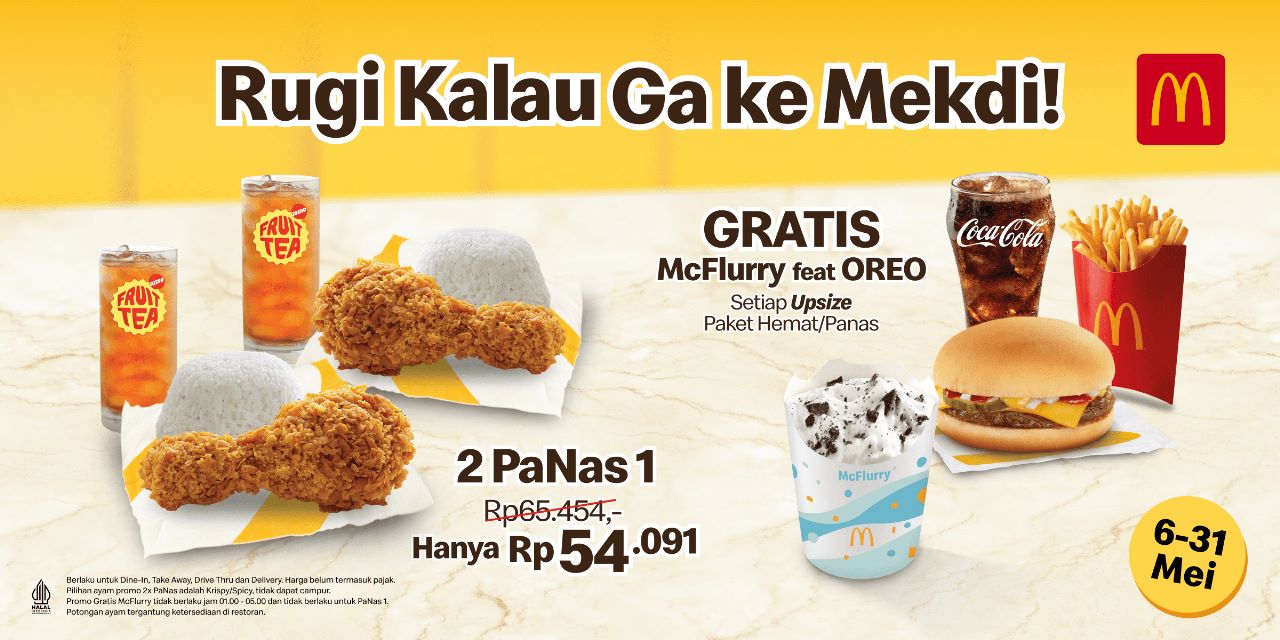 Rugi Kalau Ga ke Mekdi!
FRUIT
TEA
SOSRO
FRUIT
TEA
SOSRO
2 PaNas 1
Rp65.454,-
Hanya Rp 54.091
GRATIS
McFlurry feat OREO
Setiap Upsize
Paket Hemat/Panas
Coca-Cola
McFlurry
6-31
Mei
HALAL
Berlaku untuk Dine-In, Take Away, Drive Thru dan Delivery. Harga belum termasuk pajak.
Pilihan ayam promo 2x PaNas adalah Krispy/Spicy, tidak dapat campur.
Promo Gratis McFlurry tidak berlaku jam 01.00 - 05.00 dan tidak berlaku untuk PaNas 1.
Potongan ayam tergantung ketersediaan di restoran.